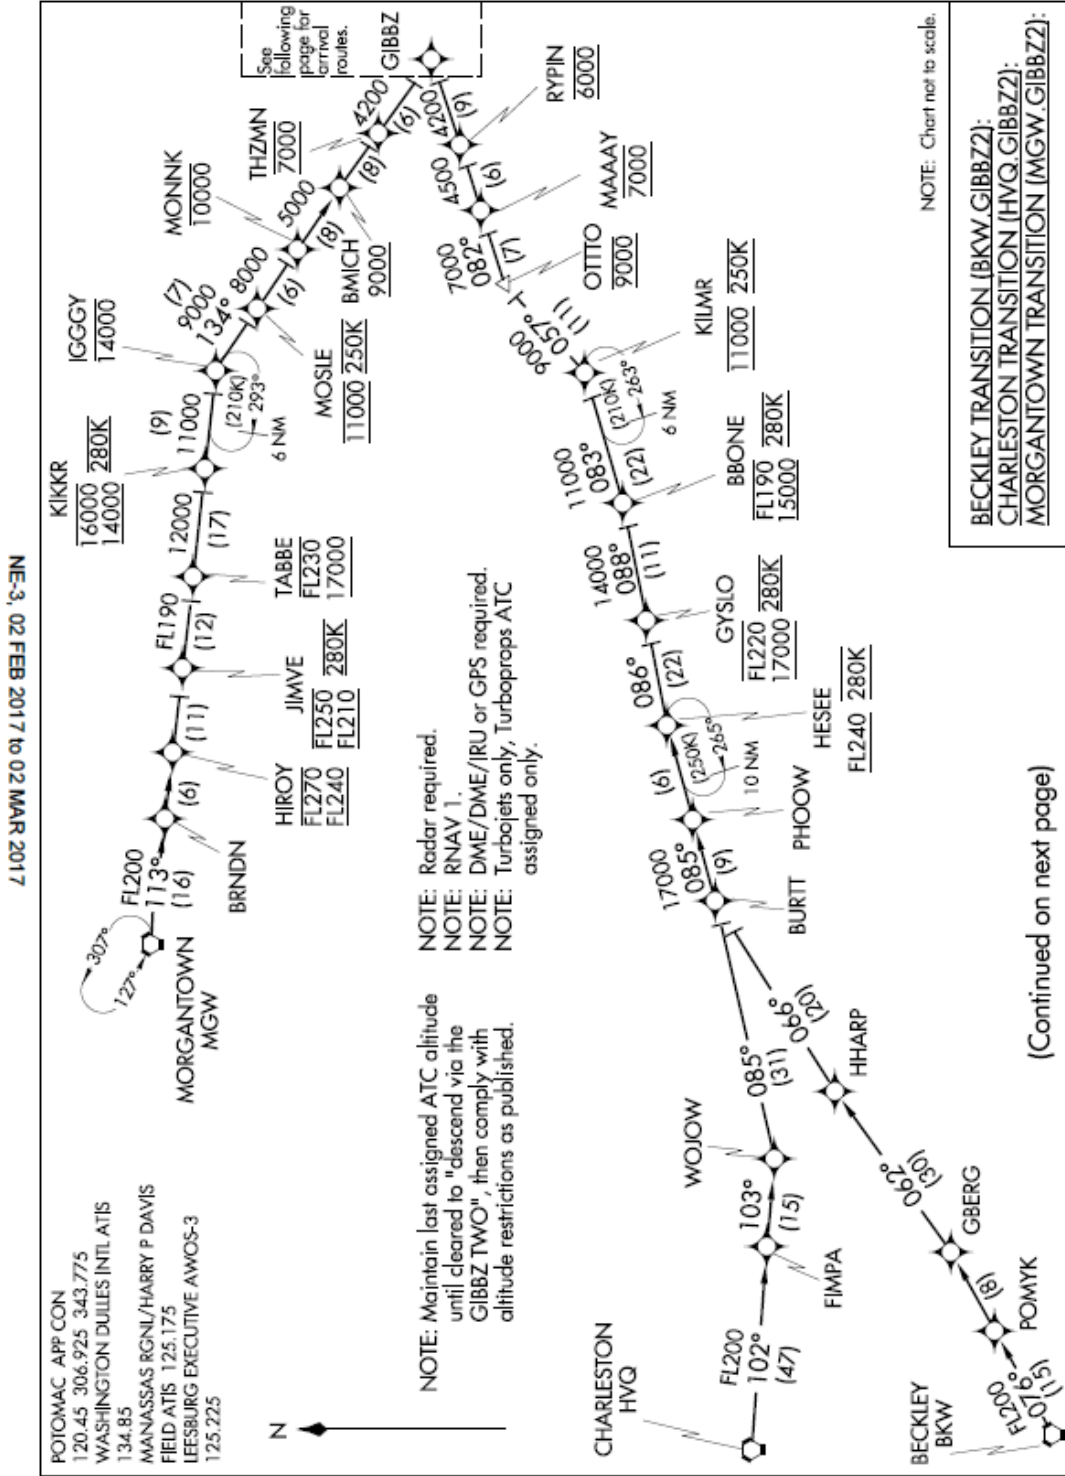 NE-3, 02 FEB 2017 to 02 MAR 2017
POTOMAC APP CON
120.45 306.925 343.775
WASHINGTON DULLES INTL ATIS
134.85
MANASSAS RGNL/HARRY P DAVIS
FIELD ATIS 125.175
LEESBURG EXECUTIVE AWOS-3
125.225
N
MORGANTOWN
MGW
127°
307°
FL200
113°
(16)
BRNDN
(6)
HIROY
FL270
FL240
(11)
JIMVE
FL250 280K
FL210
FL190
(12)
TABBE
FL230
17000
12000
(17)
KIKKR
16000 280K
14000
(9)
11000
IGGGY
14000
(210K)
293°
6 NM
(7)
9000
134°
MOSLE
11000 250K
8000
(6)
MONNK
10000
5000
(8)
BMICH
9000
(8)
THZMN
7000
4200
(6)
See
following
page for
arrival
routes.
GIBBZ
4200
(9)
RYPIN
6000
4500
(6)
MAAAY
7000
7000
082°
(7)
OTTTO
9000
9000
057°
(11)
KILMR
11000 250K
(210K)
263°
6 NM
11000
083°
(22)
BBONE
FL190 280K
15000
14000
088°
(11)
GYSLO
FL220 280K
17000
086°
(22)
HESEE
FL240 280K
(250K)
265°
10 NM
(6)
PHOOW
17000
085°
(9)
BURTT
085°
(31)
WOJOW
103°
(15)
FIMPA
FL200
102°
(47)
CHARLESTON
HVQ
066°
(20)
HHARP
062°
(30)
GBERG
(8)
POMYK
FL200
076°
(15)
BECKLEY
BKW
NOTE: Maintain last assigned ATC altitude
until cleared to "descend via the
GIBBZ TWO", then comply with
altitude restrictions as published.
NOTE: Radar required.
NOTE: RNAV 1.
NOTE: DME/DME/IRU or GPS required.
NOTE: Turbojets only, Turboprops ATC
assigned only.
NOTE: Chart not to scale.
BECKLEY TRANSITION (BKW.GIBBZ2):
CHARLESTON TRANSITION (HVQ.GIBBZ2):
MORGANTOWN TRANSITION (MGW.GIBBZ2):
(Continued on next page)